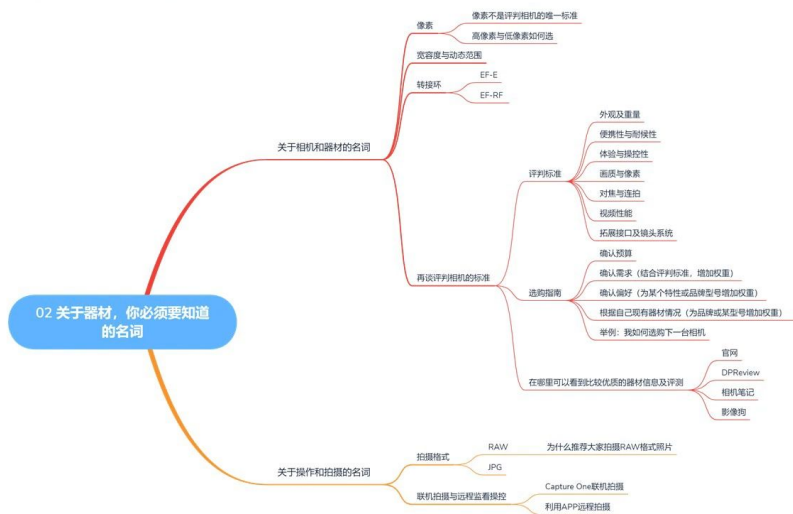 02 关于器材，你必须要知道
的名词
关于相机和器材的名词
像素
像素不是评判相机的唯一标准
高像素与低像素如何选
宽容度与动态范围
转接环
EF-E
EF-RF
再谈评判相机的标准
评判标准
外观及重量
便携性与耐候性
体验与操控性
画质与像素
对焦与连拍
视频性能
拓展接口及镜头系统
选购指南
确认预算
确认需求（结合评判标准，增加权重）
确认偏好（为某个特性或品牌型号增加权重）
根据自己现有器材情况（为品牌或某型号增加权重）
举例：我如何选购下一台相机
在哪里可以看到比较优质的器材信息及评测
官网
DPReview
相机笔记
影像狗
关于操作和拍摄的名词
拍摄格式
RAW
为什么推荐大家拍摄RAW格式照片
JPG
联机拍摄与远程监看操控
Capture One联机拍摄
利用APP远程拍摄